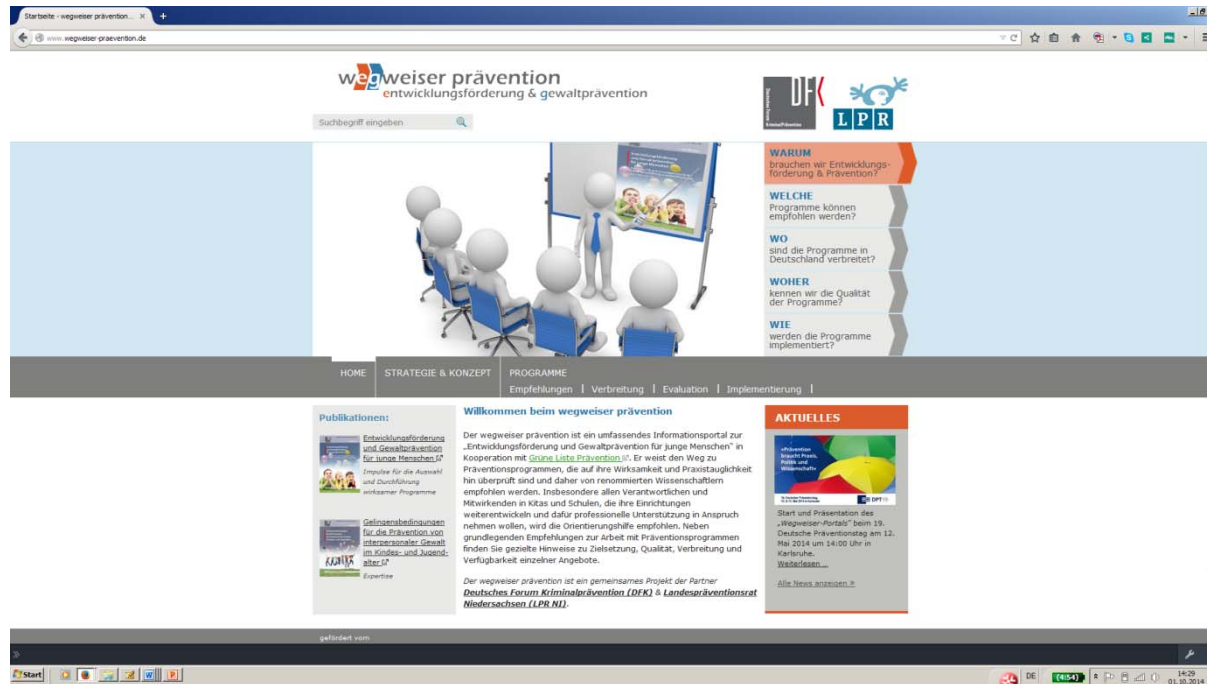 Startseite - wegweiser prävention...
www.wegweiser-praevention.de
wegweiser prävention
entwicklungsförderung & gewaltprävention
Suchbegriff eingeben
DFK
LPR
WARUM
brauchen wir Entwicklungs-
förderung & Prävention?
WELCHE
Programme können
empfohlen werden?
WO
sind die Programme in
Deutschland verbreitet?
WOHER
kennen wir die Qualität
der Programme?
WIE
werden die Programme
implementiert?
HOME
STRATEGIE & KONZEPT
PROGRAMME
Empfehlungen | Verbreitung | Evaluation | Implementierung |
Publikationen:
Entwicklungsförderung
und Gewaltprävention
für junge Menschen
Impulse für die Auswahl
und Durchführung
wirksamer Programme
Gelingensbedingungen
für die Prävention von
interpersonaler Gewalt
im Kindes- und Jugend-
alter
Expertise
Willkommen beim wegweiser prävention
Der wegweiser prävention ist ein umfassendes Informationsportal zur
„Entwicklungsförderung und Gewaltprävention für junge Menschen" in
Kooperation mit Grüne Liste Prävention. Er weist den Weg zu
Präventionsprogrammen, die auf ihre Wirksamkeit und Praxistauglichkeit
hin überprüft sind und daher von renommierten Wissenschaftlern
empfohlen werden. Insbesondere allen Verantwortlichen und
Mitwirkenden in Kitas und Schulen, die ihre Einrichtungen
weiterentwickeln und dafür professionelle Unterstützung in Anspruch
nehmen wollen, wird die Orientierungshilfe empfohlen. Neben
grundlegenden Empfehlungen zur Arbeit mit Präventionsprogrammen
finden Sie gezielte Hinweise zu Zielsetzung, Qualität, Verbreitung und
Verfügbarkeit einzelner Angebote.
Der wegweiser prävention ist ein gemeinsames Projekt der Partner
Deutsches Forum Kriminalprävention (DFK) & Landespräventionsrat
Niedersachsen (LPR NI).
AKTUELLES
»Prävention
braucht Praxis,
Politik und
Wissenschaft«
Start und Präsentation des
„Wegweiser-Portals" beim 19.
Deutsche Präventionstag am 12.
Mai 2014 um 14:00 Uhr in
Karlsruhe.
Weiterlesen ...
Alle News anzeigen »
gefördert vom
Start
DE
(4:54)
14:29
01.10.2014